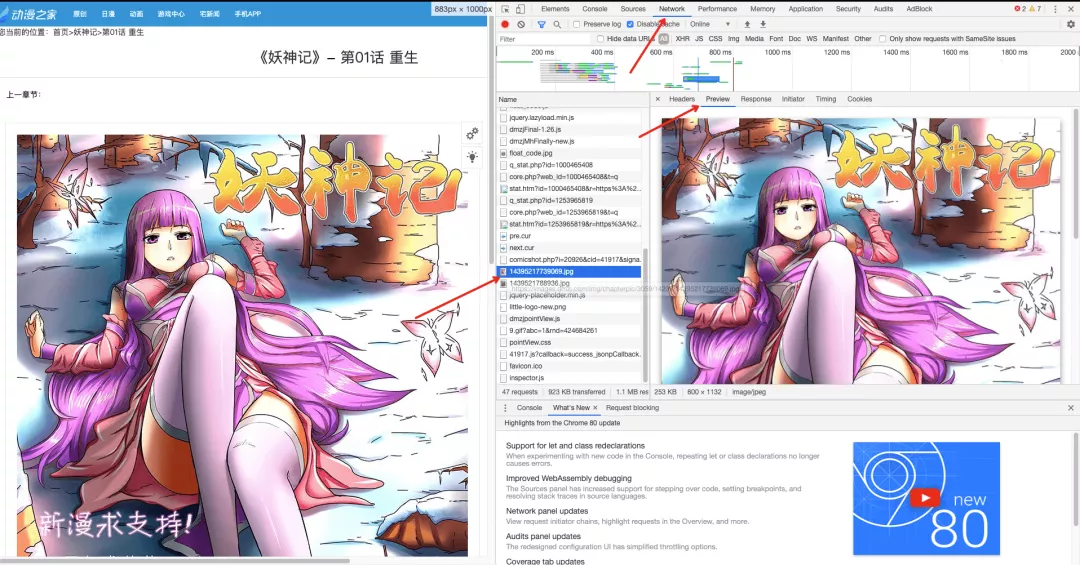 动漫之家 原创 日漫 动画 游戏中心 宅新闻 手机APP
883px × 1000px
您当前的位置：首页>妖神记>第01话 重生
《妖神记》– 第01话 重生
上一章节：
妖神记
新漫求支持!
Elements Console Sources Network Performance Memory Application Security Audits AdBlock
2 7
Preserve log Disable cache Online
Filter Hide data URLs All XHR JS CSS Img Media Font Doc WS Manifest Other Only show requests with SameSite issues
200 ms 400 ms 600 ms 800 ms 1000 ms 1200 ms 1400 ms 1600 ms 1800 ms 2000
Name
jquery.lazyload.min.js
dmzjFinal-1.26.js
dmzjMhFinally-new.js
float_code.jpg
q_stat.php?id=1000465408
core.php?web_id=1000465408&t=q
stat.htm?id=1000465408&r=https%3A%2...
q_stat.php?id=1253965819
core.php?web_id=1253965819&t=q
stat.htm?id=1253965819&r=https%3A%2...
pre.cur
next.cur
comicshot.php?i=20926&cid=41917&signa...
14395217739069.jpg
1439521788936.jpg
jquery-placeholder.min.js
little-logo-new.png
dmzjpointView.js
9.gif?abc=1&rnd=424684261
pointView.css
41917.js?callback=success_jsonpCallback...
favicon.ico
inspector.js
47 requests 923 KB transferred 1.1 MB res
× Headers Preview Response Initiator Timing Cookies
妖神记
253 KB 600 × 1132 image/jpeg
Console What's New × Request blocking
Highlights from the Chrome 80 update
Support for let and class redeclarations
When experimenting with new code in the Console, repeating let or class declarations no longer
causes errors.
Improved WebAssembly debugging
The Sources panel has increased support for stepping over code, setting breakpoints, and
resolving stack traces in source languages.
Network panel updates
View request initiator chains, highlight requests in the Overview, and more.
Audits panel updates
The redesigned configuration UI has simplified throttling options.
Coverage tab updates
new
80